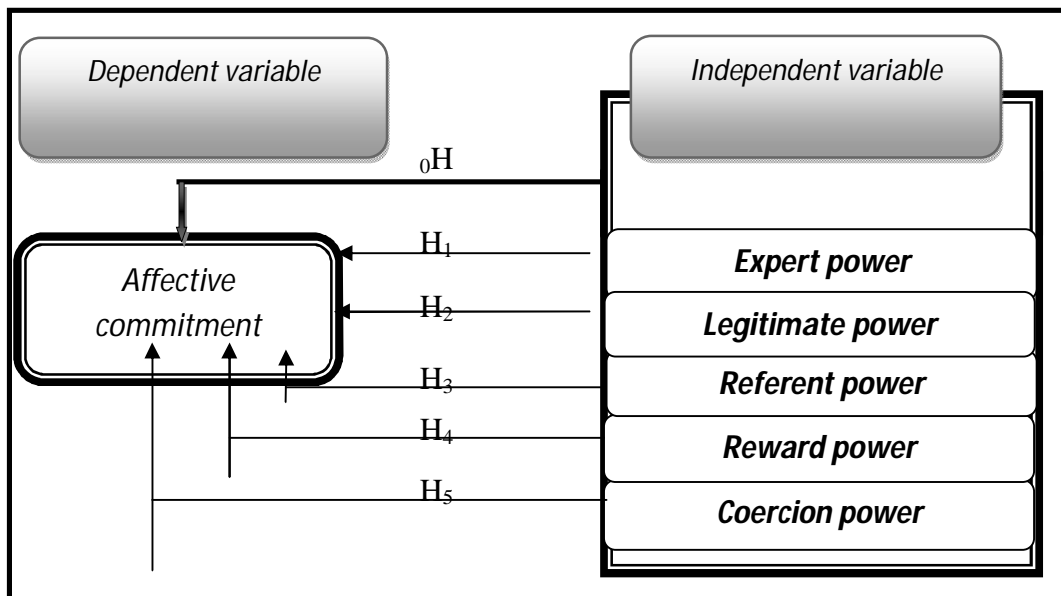 Dependent variable
Independent variable
₀H
H₁
Expert power
Affective
commitment
H₂
Legitimate power
H₃
Referent power
H₄
Reward power
H₅
Coercion power